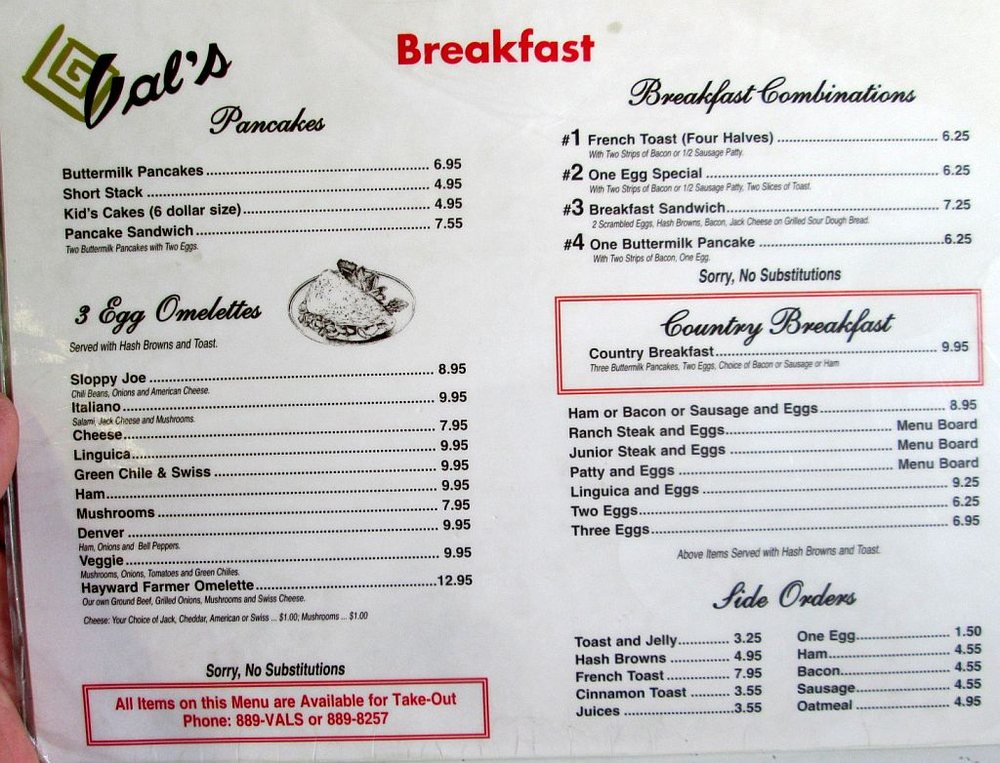 Val's
Breakfast
Pancakes
Buttermilk Pancakes ........ 6.95
Short Stack ........ 4.95
Kid's Cakes (6 dollar size) ........ 4.95
Pancake Sandwich ........ 7.55
Two Buttermilk Pancakes with Two Eggs.
3 Egg Omelettes
Served with Hash Browns and Toast.
Sloppy Joe ........ 8.95
Chili Beans, Onions and American Cheese.
Italiano ........ 9.95
Salami, Jack Cheese and Mushrooms.
Cheese ........ 7.95
Linguica ........ 9.95
Green Chile & Swiss ........ 9.95
Ham ........ 9.95
Mushrooms ........ 7.95
Denver ........ 9.95
Ham, Onions and Bell Peppers.
Veggie ........ 9.95
Mushrooms, Onions, Tomatoes and Green Chilies.
Hayward Farmer Omelette ........ 12.95
Our own Ground Beef, Grilled Onions, Mushrooms and Swiss Cheese.
Cheese: Your Choice of Jack, Cheddar, American or Swiss ... $1.00; Mushrooms ... $1.00
Sorry, No Substitutions
All Items on this Menu are Available for Take-Out
Phone: 889-VALS or 889-8257
Breakfast Combinations
#1 French Toast (Four Halves) ........ 6.25
With Two Strips of Bacon or 1/2 Sausage Patty.
#2 One Egg Special ........ 6.25
With Two Strips of Bacon or 1/2 Sausage Patty, Two Slices of Toast.
#3 Breakfast Sandwich ........ 7.25
2 Scrambled Eggs, Hash Browns, Bacon, Jack Cheese on Grilled Sour Dough Bread.
#4 One Buttermilk Pancake ........ 6.25
With Two Strips of Bacon, One Egg.
Sorry, No Substitutions
Country Breakfast
Country Breakfast ........ 9.95
Three Buttermilk Pancakes, Two Eggs, Choice of Bacon or Sausage or Ham
Ham or Bacon or Sausage and Eggs ........ 8.95
Ranch Steak and Eggs ........ Menu Board
Junior Steak and Eggs ........ Menu Board
Patty and Eggs ........ Menu Board
Linguica and Eggs ........ 9.25
Two Eggs ........ 6.25
Three Eggs ........ 6.95
Above Items Served with Hash Browns and Toast.
Side Orders
Toast and Jelly ........ 3.25
Hash Browns ........ 4.95
French Toast ........ 7.95
Cinnamon Toast ........ 3.55
Juices ........ 3.55
One Egg ........ 1.50
Ham ........ 4.55
Bacon ........ 4.55
Sausage ........ 4.55
Oatmeal ........ 4.95